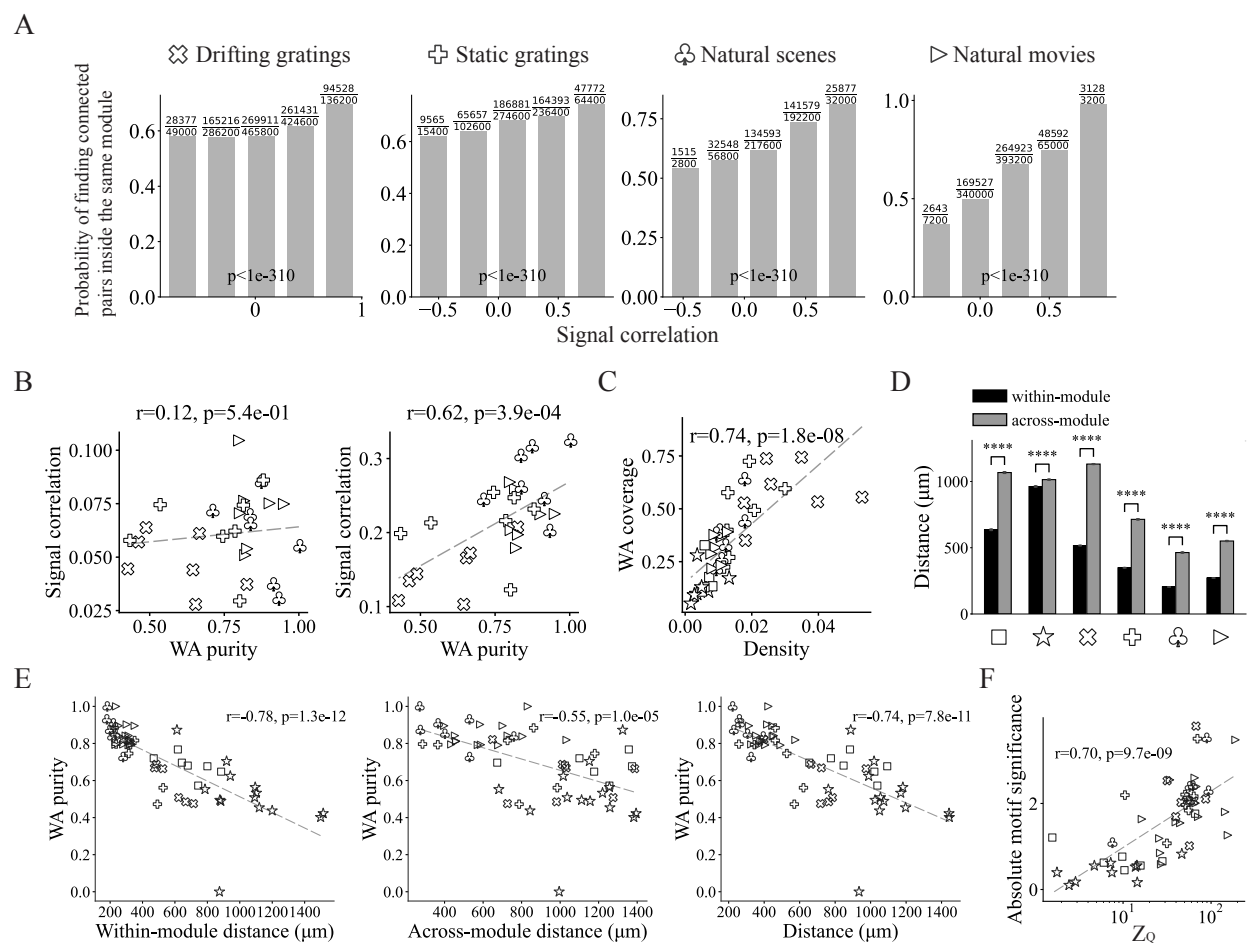 A
Drifting gratings
Static gratings
Natural scenes
Natural movies
Probability of finding connected
pairs inside the same module
0.6
0.4
0.2
0.0
28377
49000
165216
286200
269911
465800
261431
424600
94528
136200
p<1e-310
0
1
0.6
0.4
0.2
0.0
9565
15400
65657
102600
186881
274600
164393
236400
47772
64400
p<1e-310
−0.5
0.0
0.5
0.75
0.50
0.25
0.00
1515
2800
32548
56800
134593
217600
141579
192200
25877
32000
p<1e-310
−0.5
0.0
0.5
1.0
0.5
0.0
2643
7200
169527
340000
264923
393200
48592
65000
3128
3200
p<1e-310
0.0
0.5
Signal correlation
B
r=0.12, p=5.4e-01
Signal correlation
0.100
0.075
0.050
0.025
0.50
0.75
1.00
WA purity
r=0.62, p=3.9e-04
Signal correlation
0.3
0.2
0.1
0.50
0.75
1.00
WA purity
C
r=0.74, p=1.8e-08
WA coverage
0.75
0.50
0.25
0.00
0.02
0.04
Density
D
within-module
across-module
Distance (μm)
1000
500
0
****
****
****
****
****
****
E
r=−0.78, p=1.3e-12
WA purity
1.0
0.8
0.6
0.4
0.2
0.0
200 400 600 800 1000 1200 1400
Within-module distance (μm)
r=−0.55, p=1.0e-05
WA purity
1.0
0.8
0.6
0.4
0.2
0.0
400 600 800 1000 1200 1400
Across-module distance (μm)
r=−0.74, p=7.8e-11
WA purity
1.0
0.8
0.6
0.4
0.2
0.0
200 400 600 800 1000 1200 1400
Distance (μm)
F
r=0.70, p=9.7e-09
Absolute motif significance
2
0
10¹
10²
Z_Q